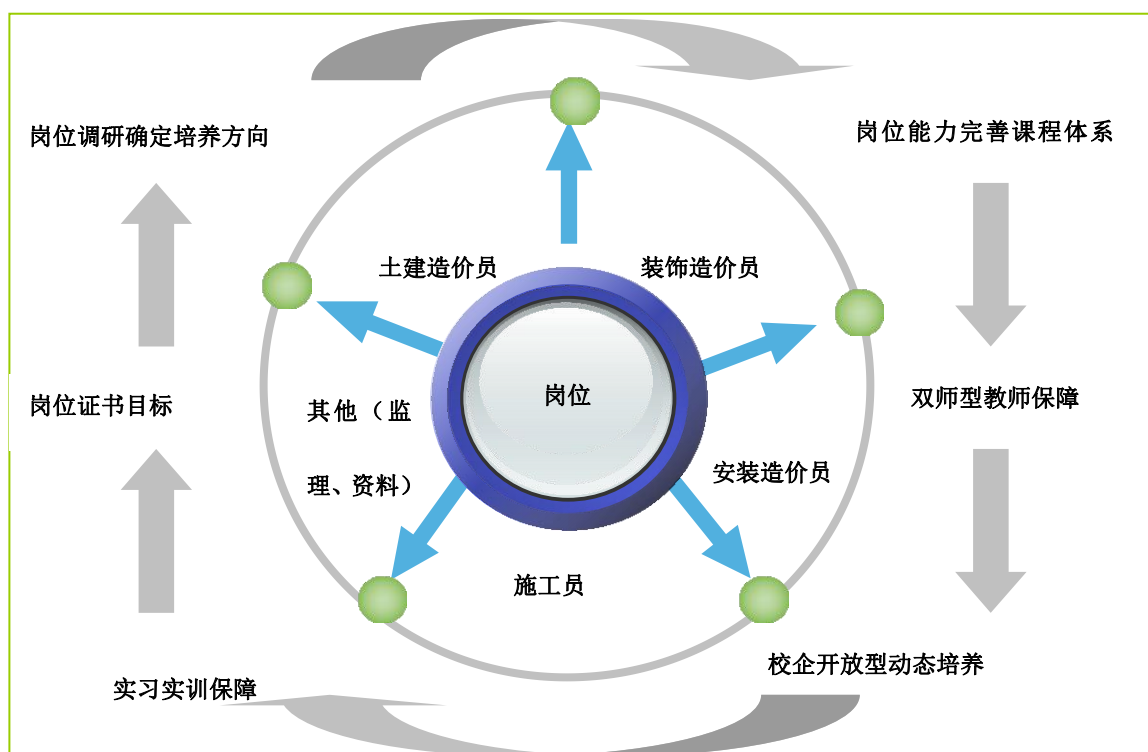 岗位调研确定培养方向
岗位能力完善课程体系
土建造价员
装饰造价员
岗位
岗位证书目标
其他（监
理、资料）
双师型教师保障
安装造价员
施工员
校企开放型动态培养
实习实训保障